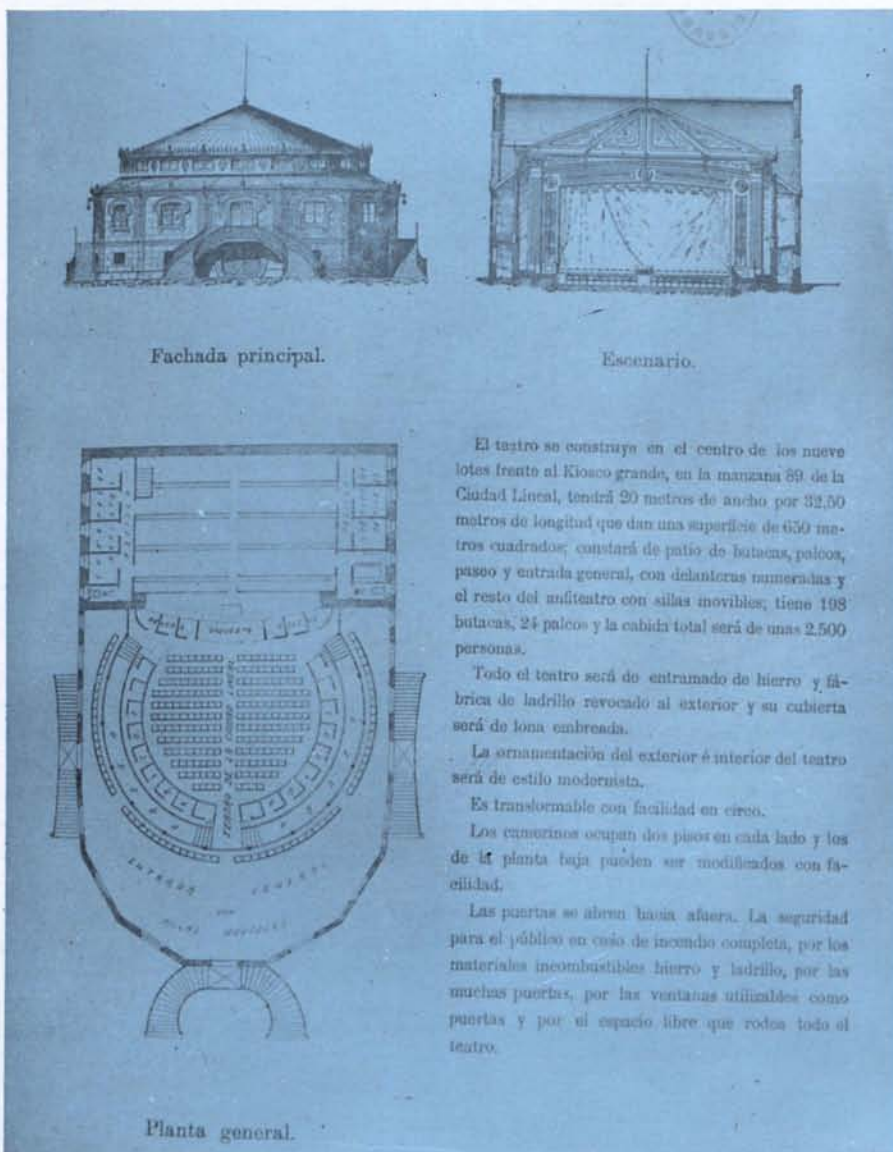 Fachada principal.
Escenario.
El teatro se construye en el centro de los nueve
lotes frente al Kiosco grande, en la manzana 89 de la
Ciudad Lineal, tendrá 20 metros de ancho por 32,50
metros de longitud que dan una superficie de 650 me-
tros cuadrados; constará de patio de butacas, palcos,
paseo y entrada general, con delanteras numeradas y
el resto del anfiteatro con sillas movibles; tiene 198
butacas, 24 palcos y la cabida total será de unas 2.500
personas.
Todo el teatro será de entramado de hierro y fá-
brica de ladrillo revocado al exterior y su cubierta
será de lona embreada.
La ornamentación del exterior é interior del teatro
será de estilo modernista.
Es transformable con facilidad en circo.
Los camerinos ocupan dos pisos en cada lado y los
de la planta baja pueden ser modificados con fa-
cilidad.
Las puertas se abren hacia afuera. La seguridad
para el público en caso de incendio completa, por los
materiales incombustibles hierro y ladrillo, por las
muchas puertas, por las ventanas utilizables como
puertas y por el espacio libre que rodea todo el
teatro.
TEATRO DE LA CIUDAD LINEAL
ENTRADA GENERAL
Planta general.